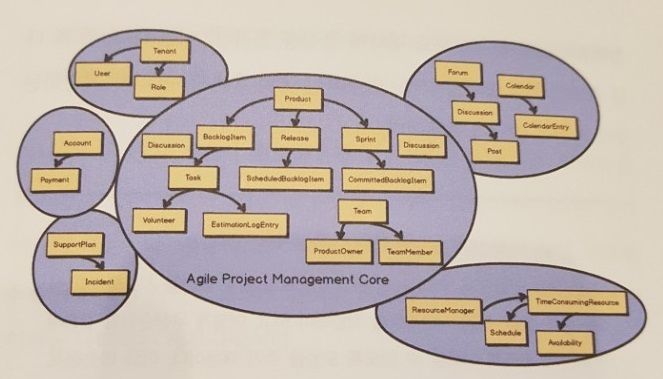 Tenant
User
Role
Account
Payment
SupportPlan
Incident
Product
BacklogItem
Release
Sprint
Discussion
Discussion
Task
ScheduledBacklogItem
CommittedBacklogItem
Volunteer
EstimationLogEntry
Team
ProductOwner
TeamMember
Agile Project Management Core
Forum
Calendar
Discussion
CalendarEntry
Post
ResourceManager
TimeConsumingResource
Schedule
Availability